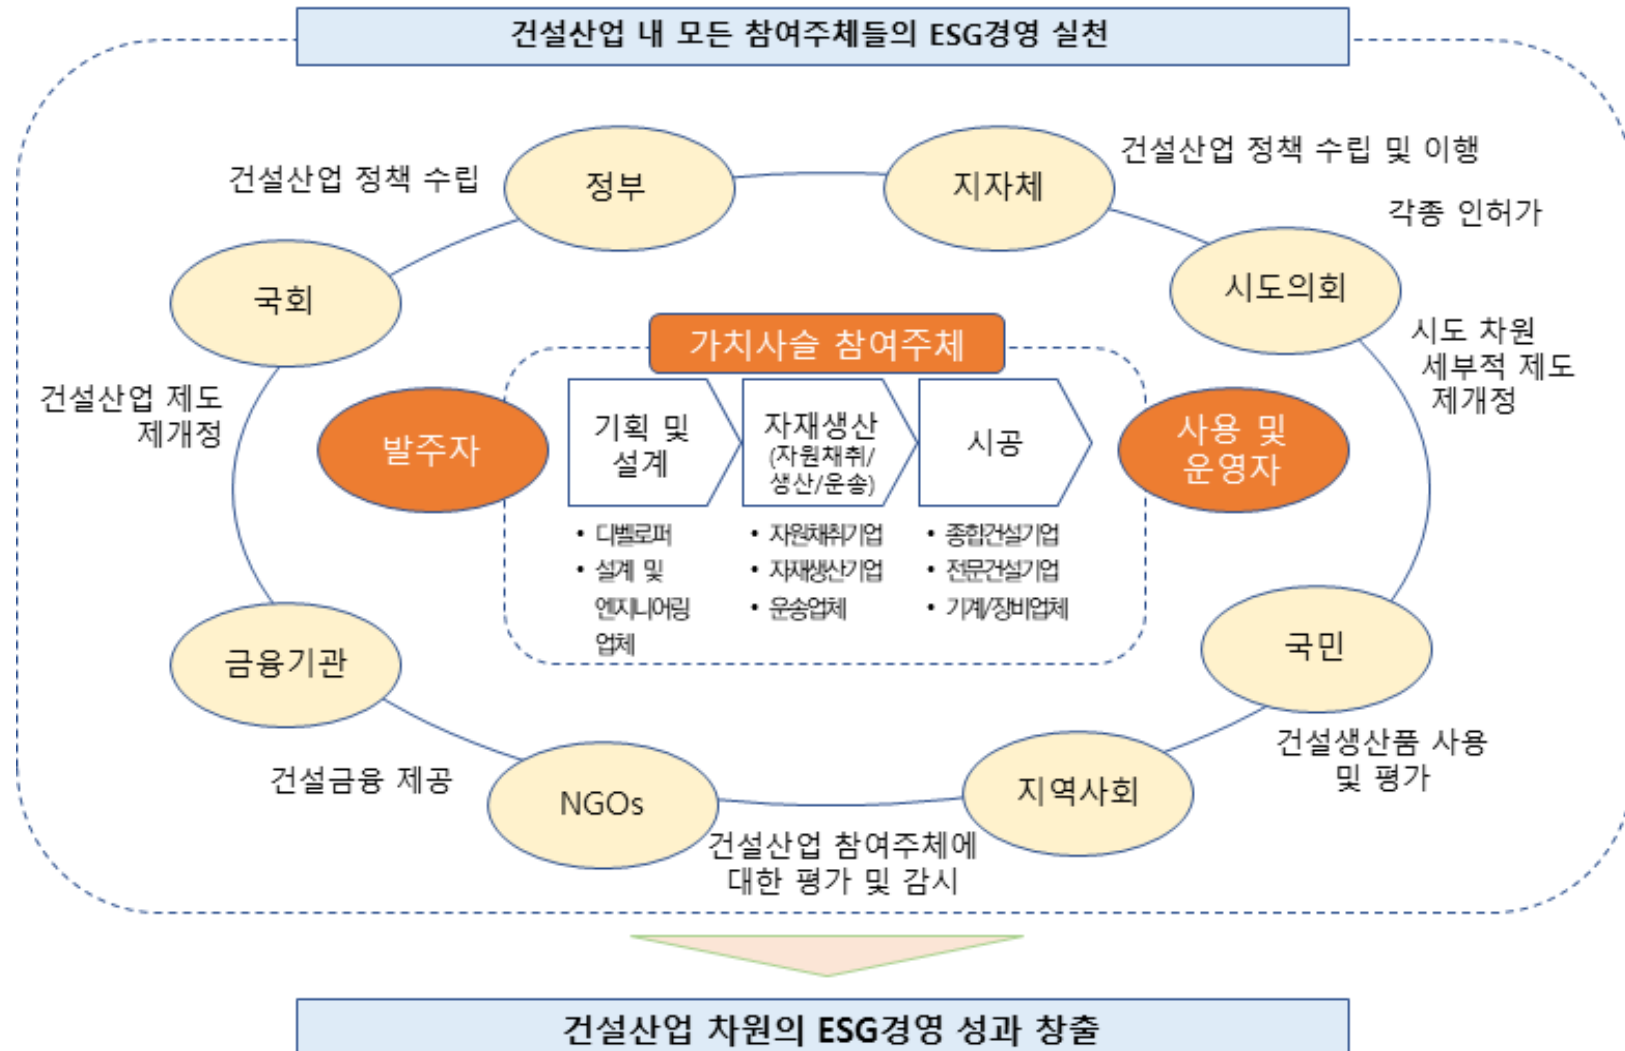 건설산업 내 모든 참여주체들의 ESG경영 실천
건설산업 정책 수립
정부
지자체
건설산업 정책 수립 및 이행
각종 인허가
국회
시도의회
가치사슬 참여주체
시도 차원
세부적 제도
제개정
건설산업 제도
제개정
발주자
기획 및
설계
자재생산
(자원채취/
생산/운송)
시공
사용 및
운영자
• 디벨로퍼
• 설계 및
엔지니어링
업체
• 자원채취기업
• 자재생산기업
• 운송업체
• 종합건설기업
• 전문건설기업
• 기계/장비업체
금융기관
국민
건설금융 제공
NGOs
지역사회
건설생산품 사용
및 평가
건설산업 참여주체에
대한 평가 및 감시
건설산업 차원의 ESG경영 성과 창출